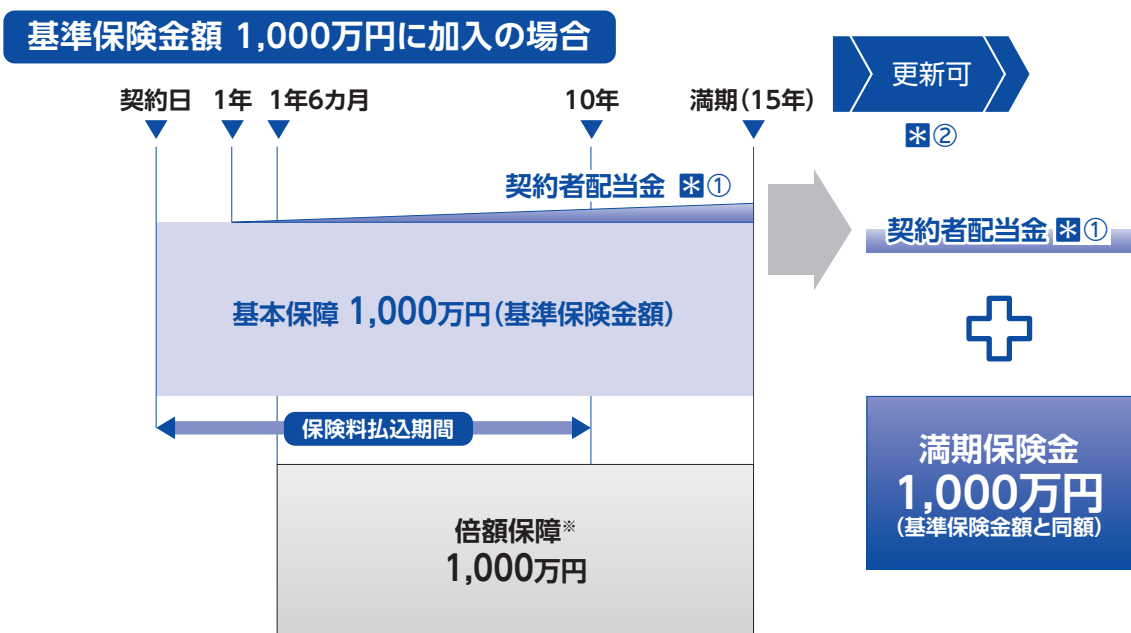 基準保険金額 1,000万円に加入の場合
契約日 1年 1年6カ月 10年 満期(15年)
更新可
*②
契約者配当金 *①
契約者配当金 *①
基本保障 1,000万円(基準保険金額)
保険料払込期間
倍額保障※
1,000万円
満期保険金
1,000万円
(基準保険金額と同額)